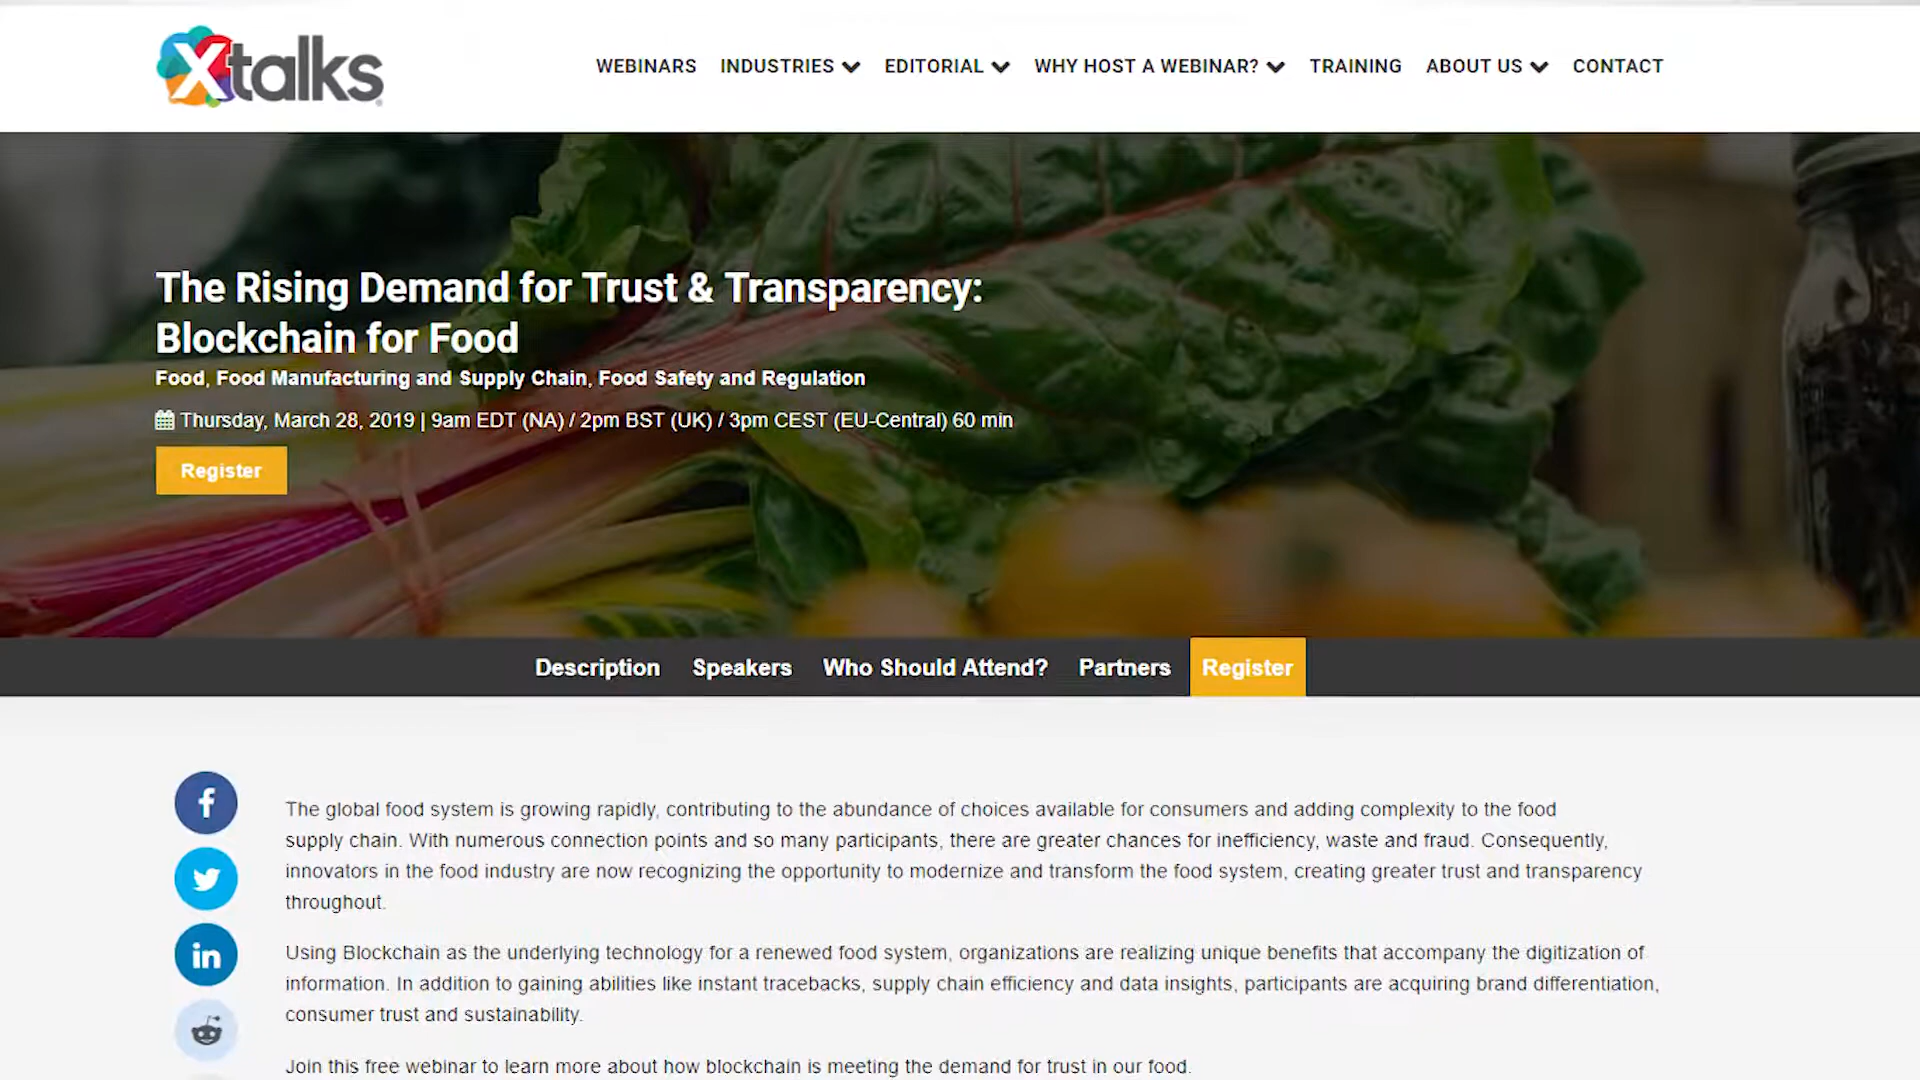 Xtalks
WEBINARS INDUSTRIES EDITORIAL WHY HOST A WEBINAR? TRAINING ABOUT US CONTACT
The Rising Demand for Trust & Transparency:
Blockchain for Food
Food, Food Manufacturing and Supply Chain, Food Safety and Regulation
Thursday, March 28, 2019 | 9am EDT (NA) / 2pm BST (UK) / 3pm CEST (EU-Central) 60 min
Register
Description Speakers Who Should Attend? Partners Register
The global food system is growing rapidly, contributing to the abundance of choices available for consumers and adding complexity to the food
supply chain. With numerous connection points and so many participants, there are greater chances for inefficiency, waste and fraud. Consequently,
innovators in the food industry are now recognizing the opportunity to modernize and transform the food system, creating greater trust and transparency
throughout.
Using Blockchain as the underlying technology for a renewed food system, organizations are realizing unique benefits that accompany the digitization of
information. In addition to gaining abilities like instant tracebacks, supply chain efficiency and data insights, participants are acquiring brand differentiation,
consumer trust and sustainability.
Join this free webinar to learn more about how blockchain is meeting the demand for trust in our food.